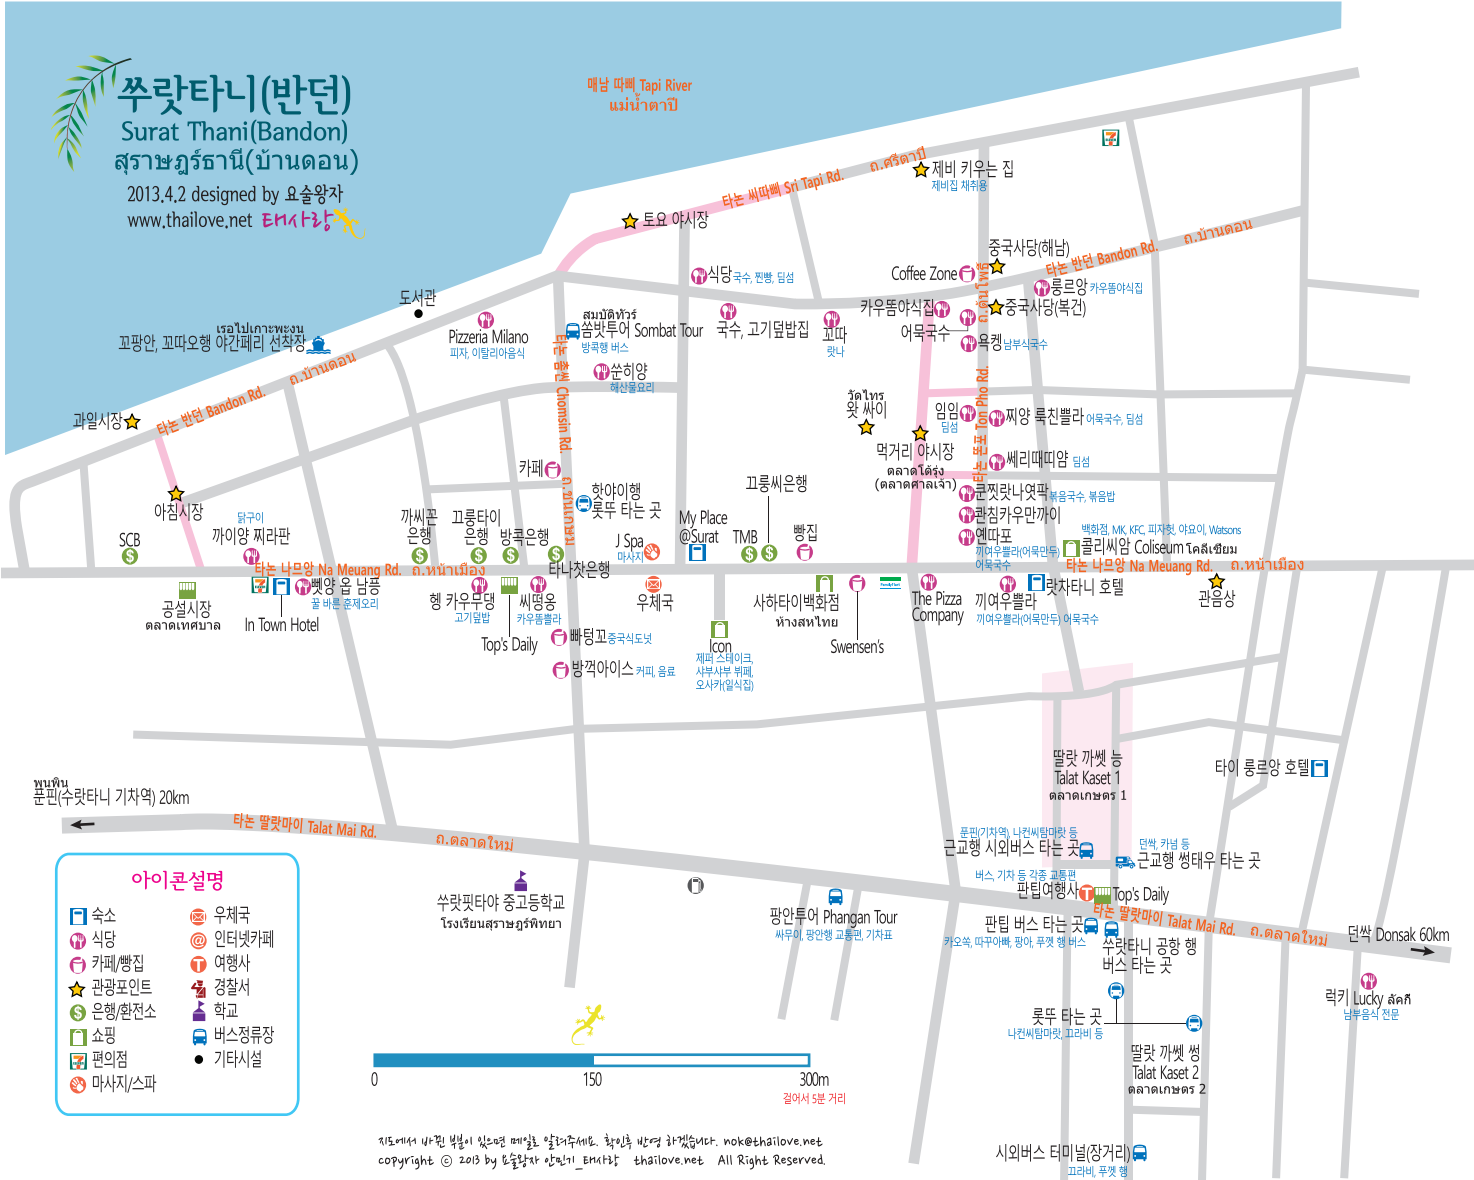 쑤랏타니(반던)
Surat Thani(Bandon)
สุราษฎร์ธานี(บ้านดอน)
2013.4.2 designed by 요술왕자
www.thailove.net 태사랑
매남 따삐 Tapi River
แม่น้ำตาปี
타논 씨따삐 Sri Tapi Rd. ถ.ศรีตาปี
제비 키우는 집
제비집 채취용
토요 야시장
중국사당(해남)
타논 반던 Bandon Rd. ถ.บ้านดอน
Coffee Zone
식당 국수, 찐빵, 딤섬
룽르앙 카우똠야식집
도서관
카우똠야식집
중국사당(복건)
สมบัติทัวร์
쏨밧투어 Sombat Tour
방콕행 버스
국수, 고기덮밥집
꼬따
랏나
어묵국수
욕켕 남부식국수
Pizzeria Milano
피자, 이탈리아음식
เรือไปเกาะพะงัน
꼬팡안, 꼬따오행 야간페리 선착장
타논 반던 Bandon Rd. ถ.บ้านดอน
쑨히양
해산물요리
타논 촘씬 Chomsin Rd. ถ.ชนเกษม
타논 똔포 Ton Pho Rd. ถ.ต้นโพธิ์
과일시장
วัดไทร
왓 싸이
임임
딤섬
찌양 룩친쁠라 어묵국수, 딤섬
먹거리 야시장
ตลาดโต้รุ่ง
(ตลาดศาลเจ้า)
쎄리때띠얌 딤섬
카페
핫야이행
롯뚜 타는 곳
끄룽씨은행
쿤찟랏나엿팍 볶음국수, 볶음밥
아침시장
콴침카우만까이
옌따포
끼여우쁠라(어묵만두)
어묵국수
백화점, MK, KFC, 피자헛, 야요이, Watsons
콜리씨암 Coliseum โคลีเซียม
닭구이
까이양 찌라판
SCB
까씨꼰
은행
끄룽타이
은행
방콕은행
J Spa
마사지
My Place
@Surat
TMB
빵집
타나찻은행
타논 나므앙 Na Meuang Rd. ถ.หน้าเมือง
타논 나므앙 Na Meuang Rd. ถ.หน้าเมือง
공설시장
ตลาดเทศบาล
In Town Hotel
뻿양 옵 남픙
꿀 바른 훈제오리
헹 카우무댕
고기덮밥
Top's Daily
씨떵옹
카우똠쁠라
우체국
사하타이백화점
ห้างสหไทย
Swensen's
FamilyMart
The Pizza
Company
끼여우쁠라
끼여우쁠라(어묵만두) 어묵국수
랏차타니 호텔
관음상
빠텅꼬 중국식도넛
방꺽아이스 커피, 음료
Icon
제퍼 스테이크,
샤부샤부 뷔페,
오사카(일식집)
딸랏 까쎗 능
Talat Kaset 1
ตลาดเกษตร 1
타이 룽르앙 호텔
พุนพิน
푼핀(수랏타니 기차역) 20km
타논 딸랏마이 Talat Mai Rd. ถ.ตลาดใหม่
푼핀(기차역), 나컨씨탐마랏 등
근교행 시외버스 타는 곳
던싹, 카놈 등
근교행 썽태우 타는 곳
버스, 기차 등 각종 교통편
판팁여행사
Top's Daily
쑤랏핏타야 중고등학교
โรงเรียนสุราษฎร์พิทยา
팡안투어 Phangan Tour
싸무이, 팡안행 교통편, 기차표
판팁 버스 타는 곳
카오쏙, 따꾸아빠, 팡아, 푸껫 행 버스
타논 딸랏마이 Talat Mai Rd. ถ.ตลาดใหม่
쑤랏타니 공항 행
버스 타는 곳
던싹 Donsak 60km
럭키 Lucky ลัคกี้
남부음식 전문
롯뚜 타는 곳
나컨씨탐마랏, 끄라비 등
딸랏 까쎗 썽
Talat Kaset 2
ตลาดเกษตร 2
시외버스 터미널(장거리)
끄라비, 푸껫 행
아이콘설명
숙소
식당
카페/빵집
관광포인트
은행/환전소
쇼핑
편의점
마사지/스파
우체국
인터넷카페
여행사
경찰서
학교
버스정류장
기타시설
0 150 300m
걸어서 5분 거리
지도에서 바뀐 부분이 있으면 메일로 알려주세요. 확인후 반영 하겠습니다. nok@thailove.net
copyright ⓒ 2013 by 요술왕자 안민기_태사랑 thailove.net All Right Reserved.